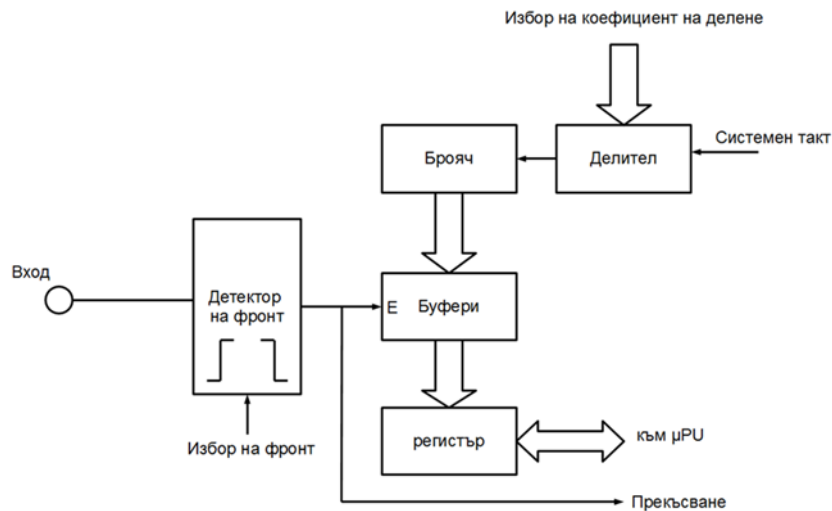 Избор на коефициент на делене
Системен такт
Брояч
Делител
Вход
Детектор
на фронт
E
Буфери
Избор на фронт
регистър
към µPU
Прекъсване